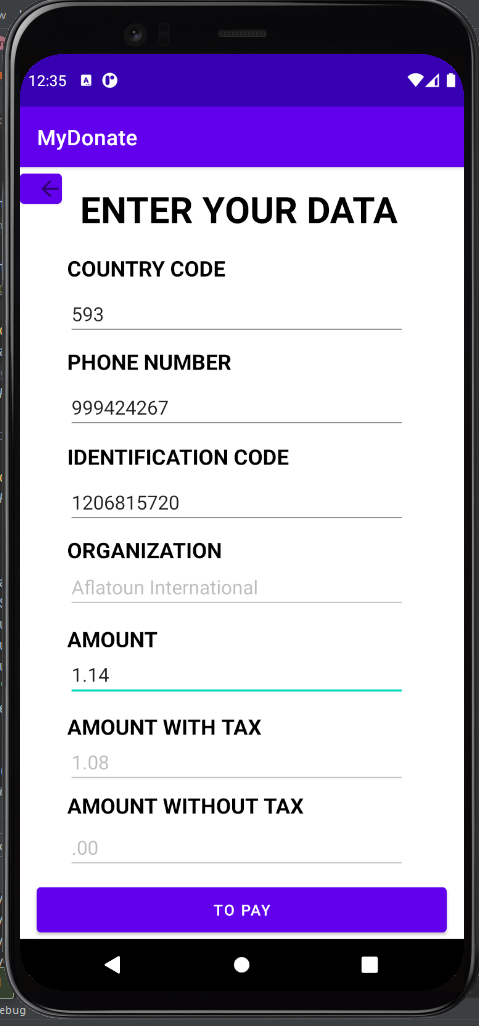 12:35
MyDonate
ENTER YOUR DATA
COUNTRY CODE
593
PHONE NUMBER
999424267
IDENTIFICATION CODE
1206815720
ORGANIZATION
Aflatoun International
AMOUNT
1.14
AMOUNT WITH TAX
1.08
AMOUNT WITHOUT TAX
.00
TO PAY
ebug